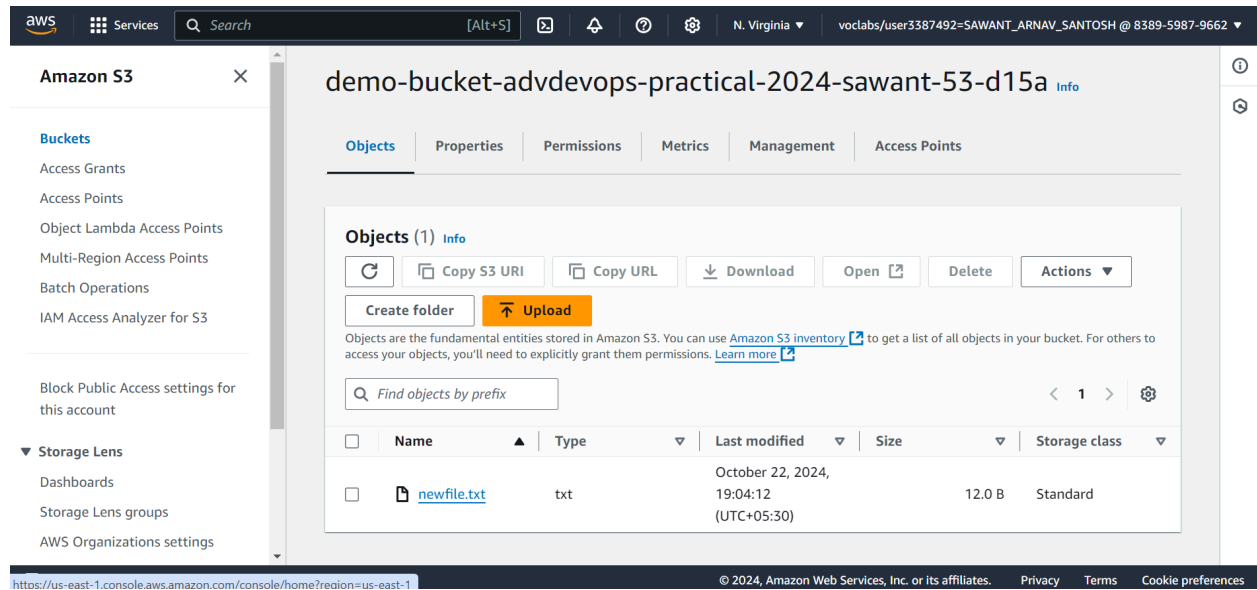 aws
Services
Search
[Alt+S]
N. Virginia ▼
voclabs/user3387492=SAWANT_ARNAV_SANTOSH @ 8389-5987-9662 ▼
Amazon S3
Buckets
Access Grants
Access Points
Object Lambda Access Points
Multi-Region Access Points
Batch Operations
IAM Access Analyzer for S3
Block Public Access settings for
this account
▼ Storage Lens
Dashboards
Storage Lens groups
AWS Organizations settings
https://us-east-1.console.aws.amazon.com/console/home?region=us-east-1
demo-bucket-advdevops-practical-2024-sawant-53-d15a Info
Objects Properties Permissions Metrics Management Access Points
Objects (1) Info
Copy S3 URI Copy URL Download Open Delete Actions ▼
Create folder Upload
Objects are the fundamental entities stored in Amazon S3. You can use Amazon S3 inventory to get a list of all objects in your bucket. For others to
access your objects, you'll need to explicitly grant them permissions. Learn more
Find objects by prefix
< 1 >
Name Type Last modified Size Storage class
newfile.txt txt October 22, 2024, 12.0 B Standard
19:04:12
(UTC+05:30)
© 2024, Amazon Web Services, Inc. or its affiliates. Privacy Terms Cookie preferences